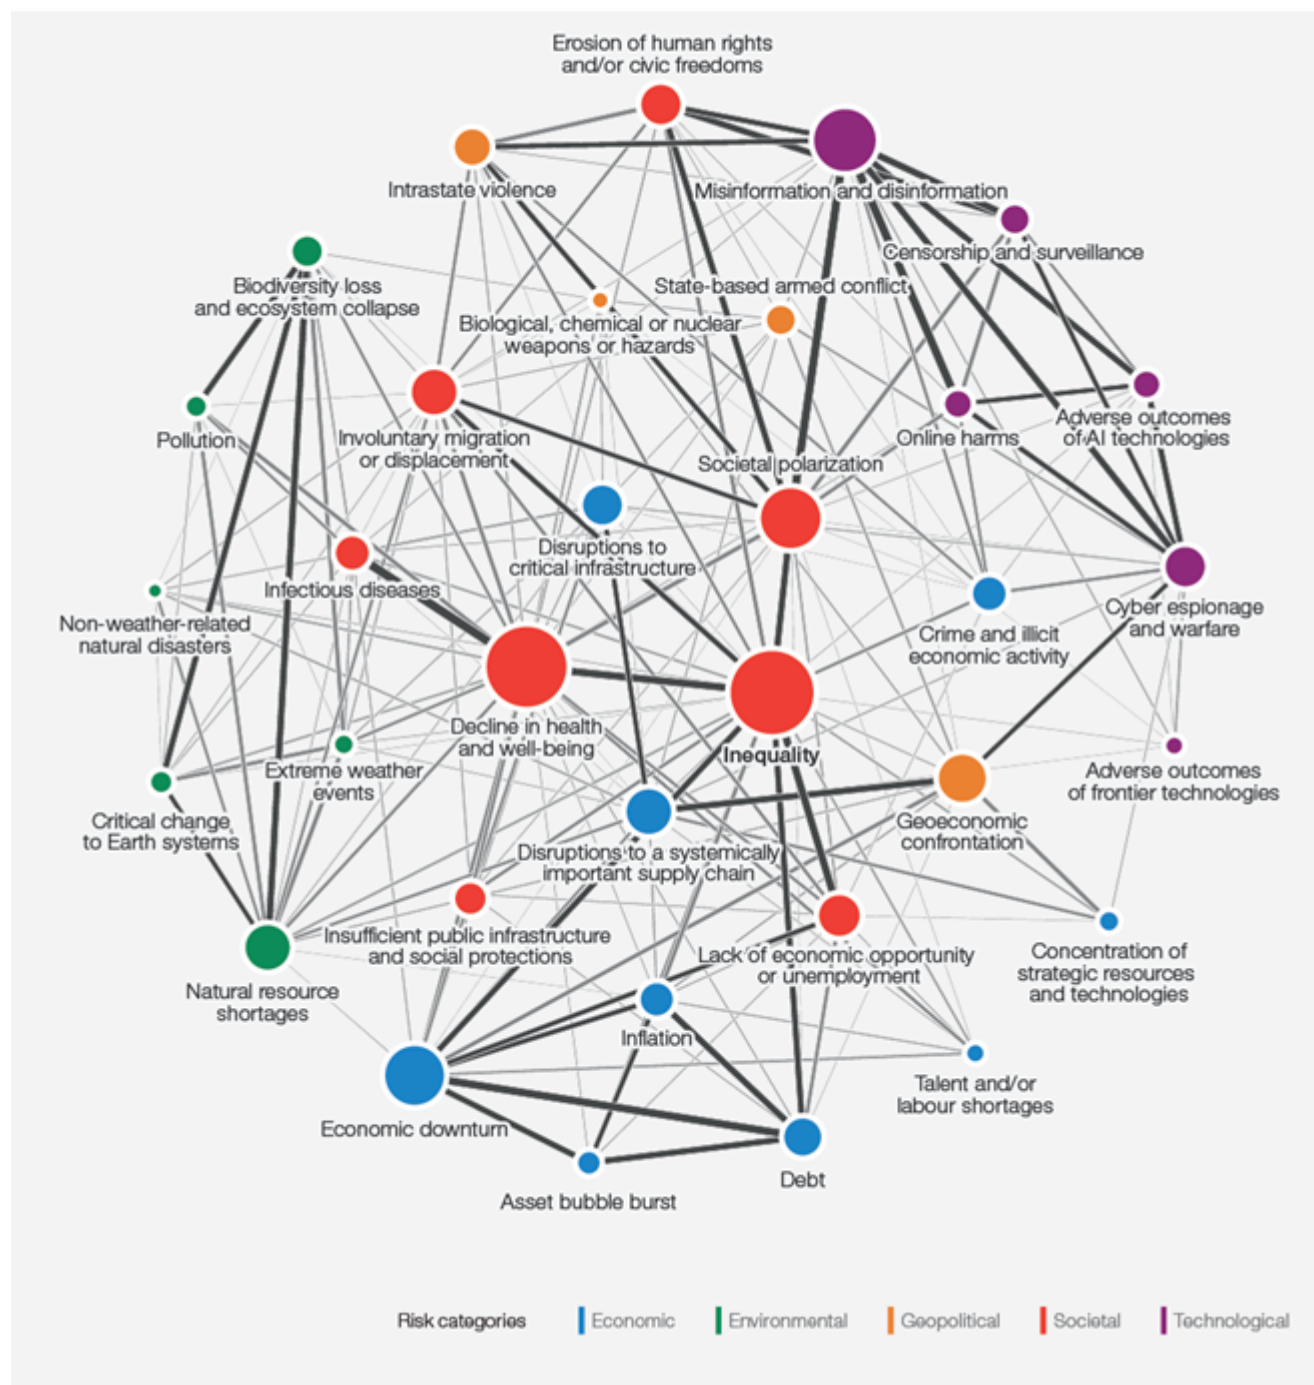 Erosion of human rights
and/or civic freedoms
Intrastate violence
Misinformation and disinformation
Censorship and surveillance
Biodiversity loss
and ecosystem collapse
State-based armed conflict
Biological, chemical or nuclear
weapons or hazards
Pollution
Involuntary migration
or displacement
Online harms
Adverse outcomes
of AI technologies
Societal polarization
Disruptions to
critical infrastructure
Infectious diseases
Non-weather-related
natural disasters
Crime and illicit
economic activity
Cyber espionage
and warfare
Decline in health
and well-being
Inequality
Extreme weather
events
Adverse outcomes
of frontier technologies
Critical change
to Earth systems
Geoeconomic
confrontation
Disruptions to a systemically
important supply chain
Insufficient public infrastructure
and social protections
Lack of economic opportunity
or unemployment
Concentration of
strategic resources
and technologies
Natural resource
shortages
Inflation
Talent and/or
labour shortages
Economic downturn
Debt
Asset bubble burst
Risk categories Economic Environmental Geopolitical Societal Technological